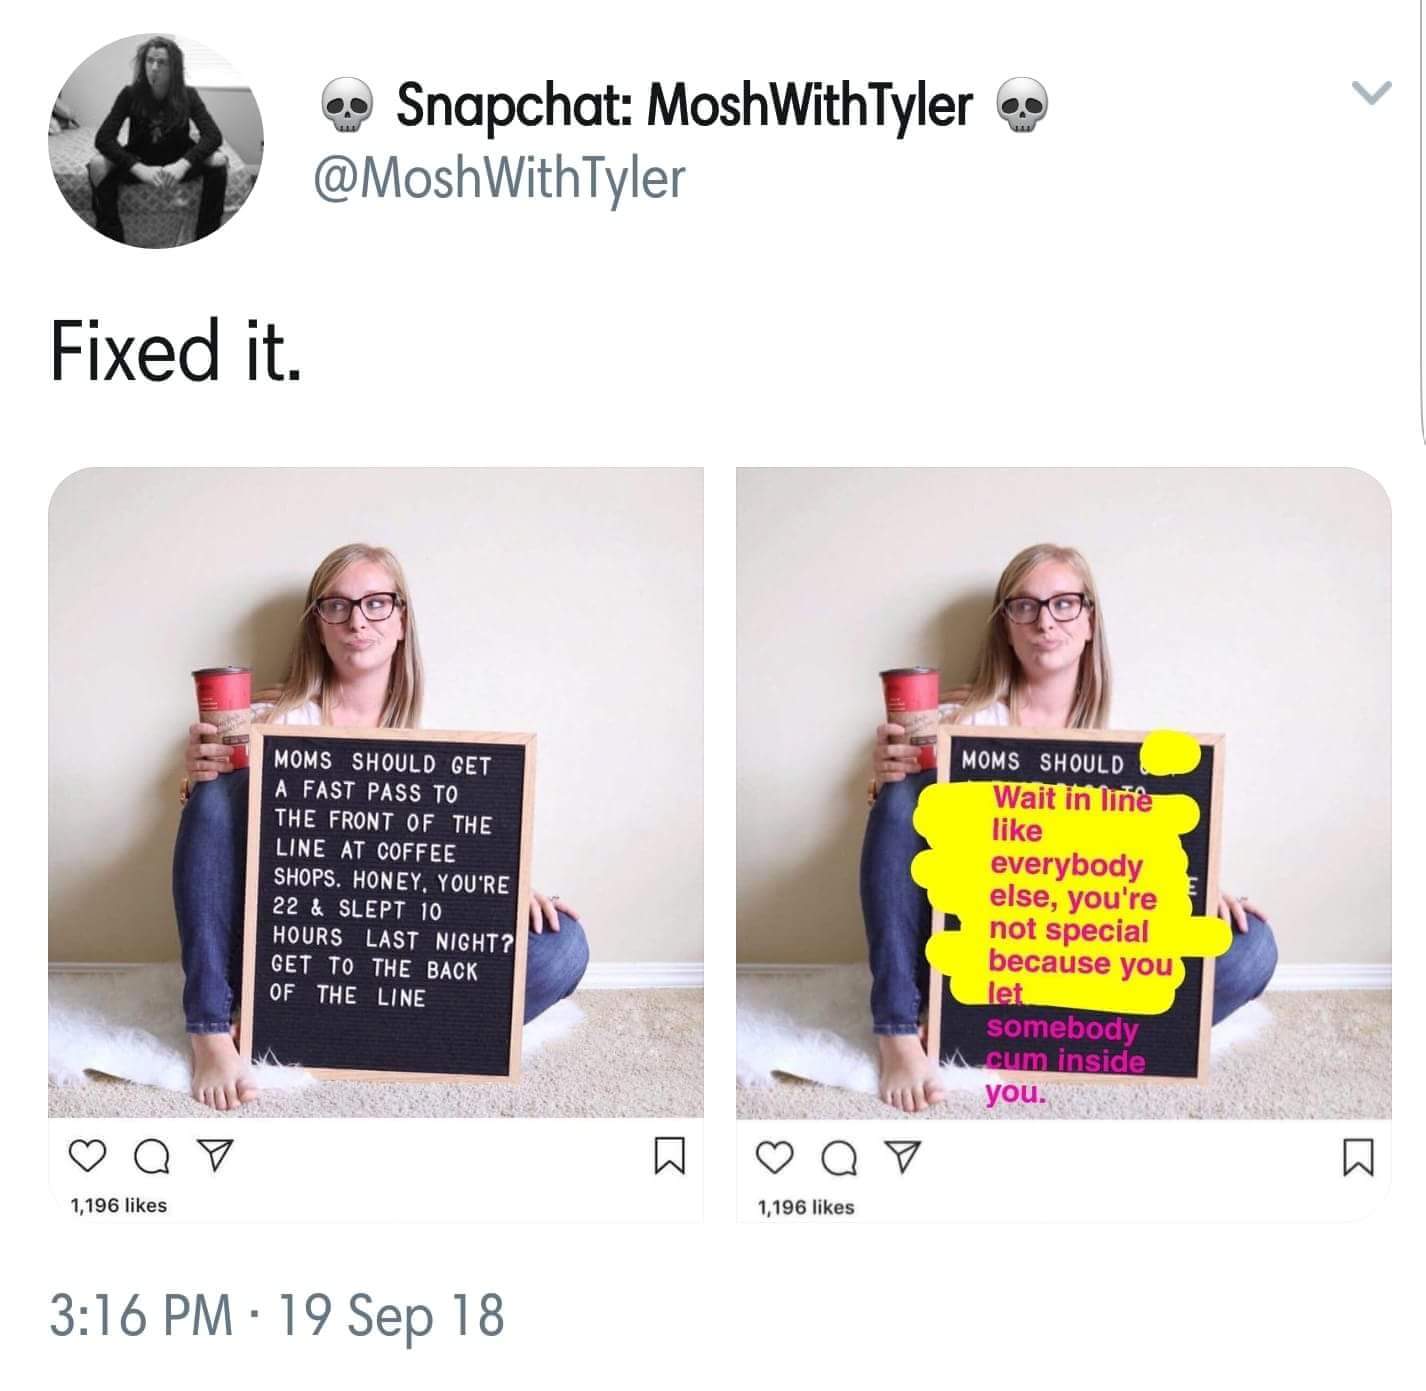 💀 Snapchat: MoshWithTyler 💀
@MoshWithTyler
Fixed it.
MOMS SHOULD GET
A FAST PASS TO
THE FRONT OF THE
LINE AT COFFEE
SHOPS. HONEY, YOU'RE
22 & SLEPT 10
HOURS LAST NIGHT?
GET TO THE BACK
OF THE LINE
1,196 likes
MOMS SHOULD
Wait in line
like
everybody
else, you're
not special
because you
let
somebody
cum inside
you.
1,196 likes
3:16 PM · 19 Sep 18